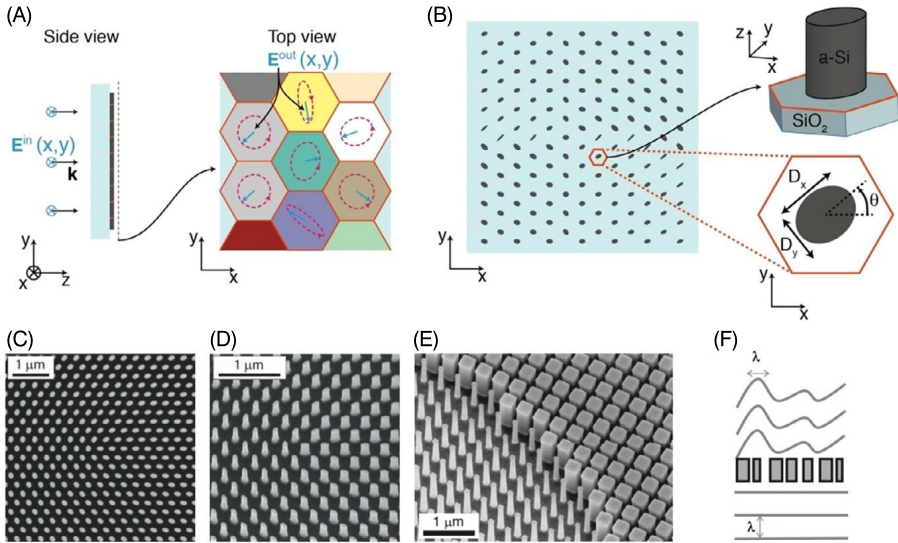 (A)
Side view
Top view
E^out (x,y)
E^in (x,y)
k
y
x
z
y
x
(B)
z
y
x
a-Si
SiO₂
D_x
D_y
θ
y
x
y
x
(C)
1 μm
(D)
1 μm
(E)
1 μm
(F)
λ
λ